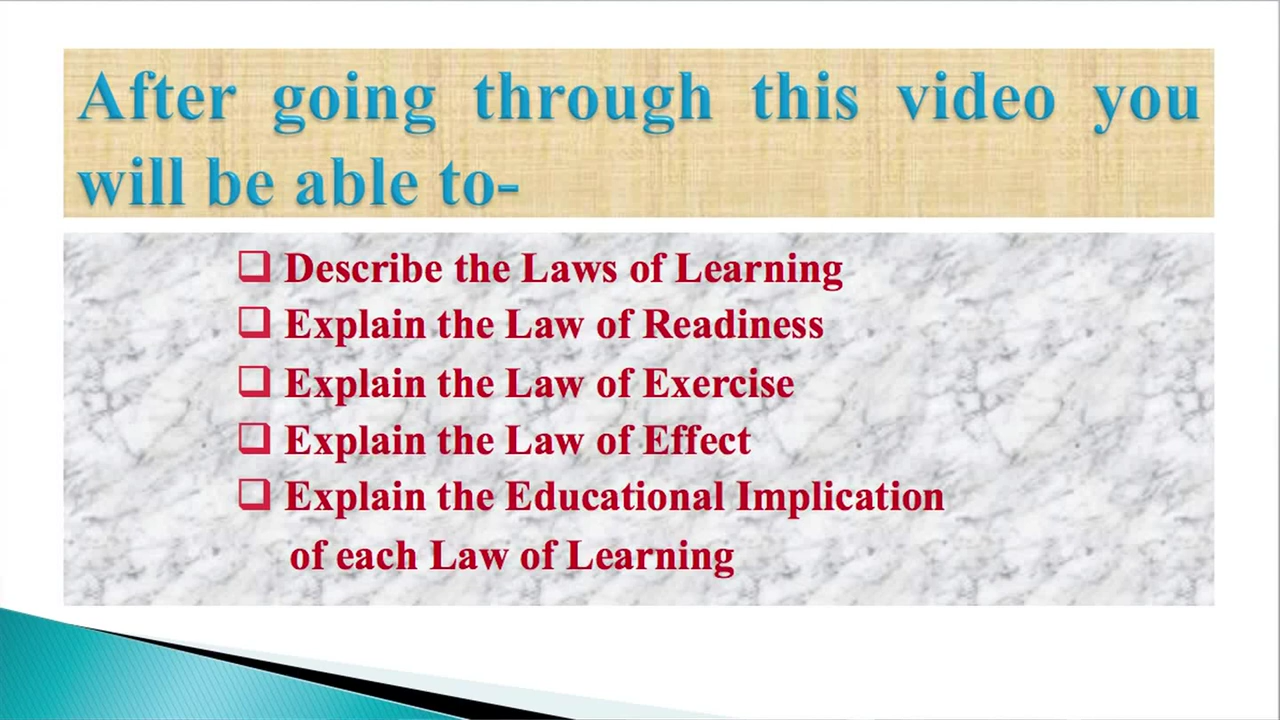 After going through this video you
will be able to-
❑ Describe the Laws of Learning
❑ Explain the Law of Readiness
❑ Explain the Law of Exercise
❑ Explain the Law of Effect
❑ Explain the Educational Implication
of each Law of Learning